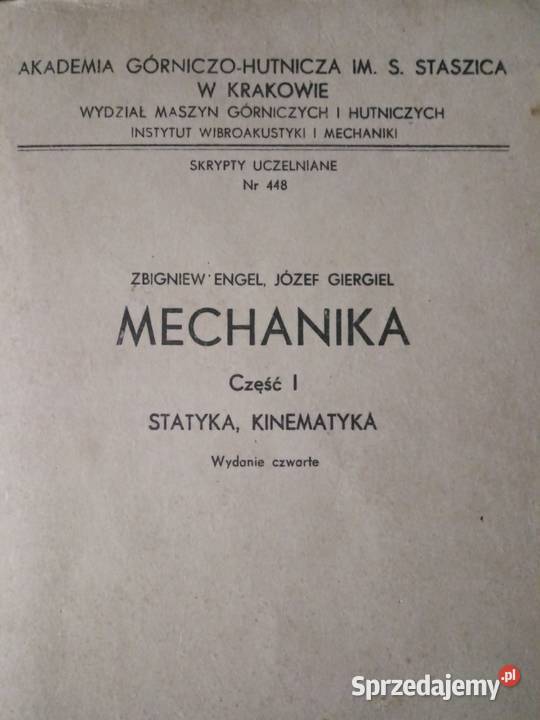 AKADEMIA GÓRNICZO-HUTNICZA IM. S. STASZICA
W KRAKOWIE
WYDZIAŁ MASZYN GÓRNICZYCH I HUTNICZYCH
INSTYTUT WIBROAKUSTYKI I MECHANIKI
SKRYPTY UCZELNIANE
Nr 448
ZBIGNIEW ENGEL, JÓZEF GIERGIEL
MECHANIKA
Część I
STATYKA, KINEMATYKA
Wydanie czwarte
Sprzedajemy.pl